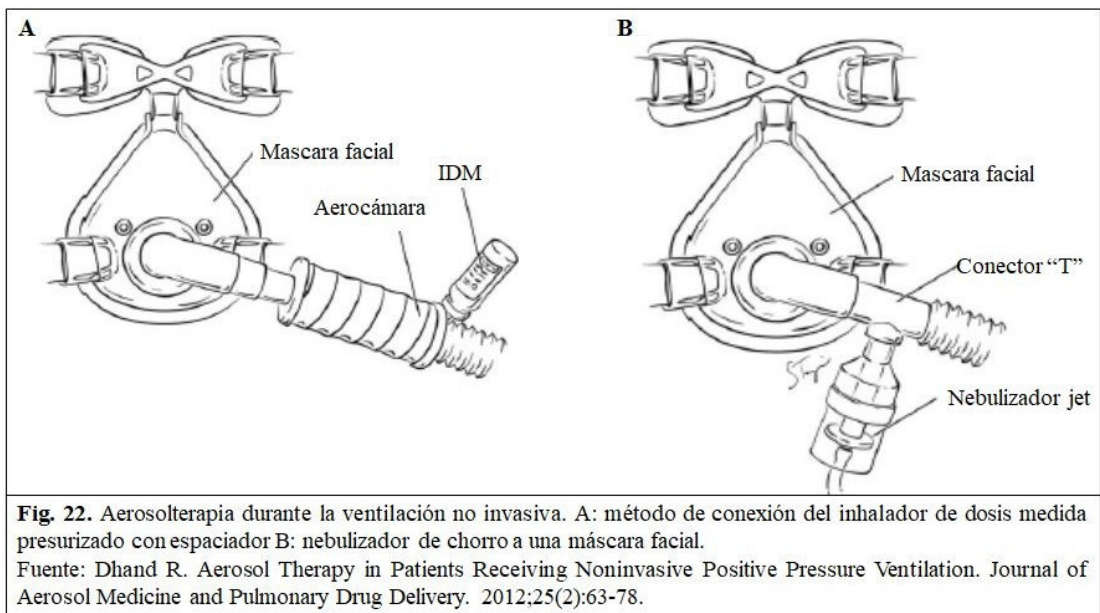 A
Mascara facial
IDM
Aerocámara
B
Mascara facial
Conector “T”
Nebulizador jet
Fig. 22. Aerosolterapia durante la ventilación no invasiva. A: método de conexión del inhalador de dosis medida
presurizado con espaciador B: nebulizador de chorro a una máscara facial.
Fuente: Dhand R. Aerosol Therapy in Patients Receiving Noninvasive Positive Pressure Ventilation. Journal of
Aerosol Medicine and Pulmonary Drug Delivery. 2012;25(2):63-78.